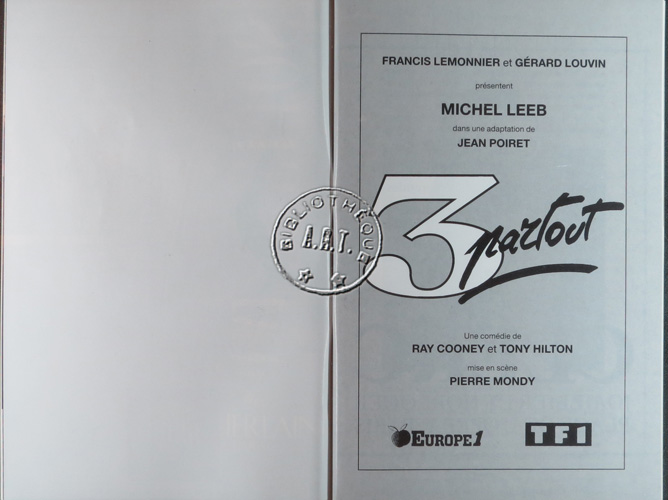 FRANCIS LEMONNIER et GÉRARD LOUVIN
présentent
MICHEL LEEB
dans une adaptation de
JEAN POIRET
3 partout
BIBLIOTHÈQUE
A.R.T.
Une comédie de
RAY COONEY et TONY HILTON
mise en scène
PIERRE MONDY
EUROPE 1
TF1